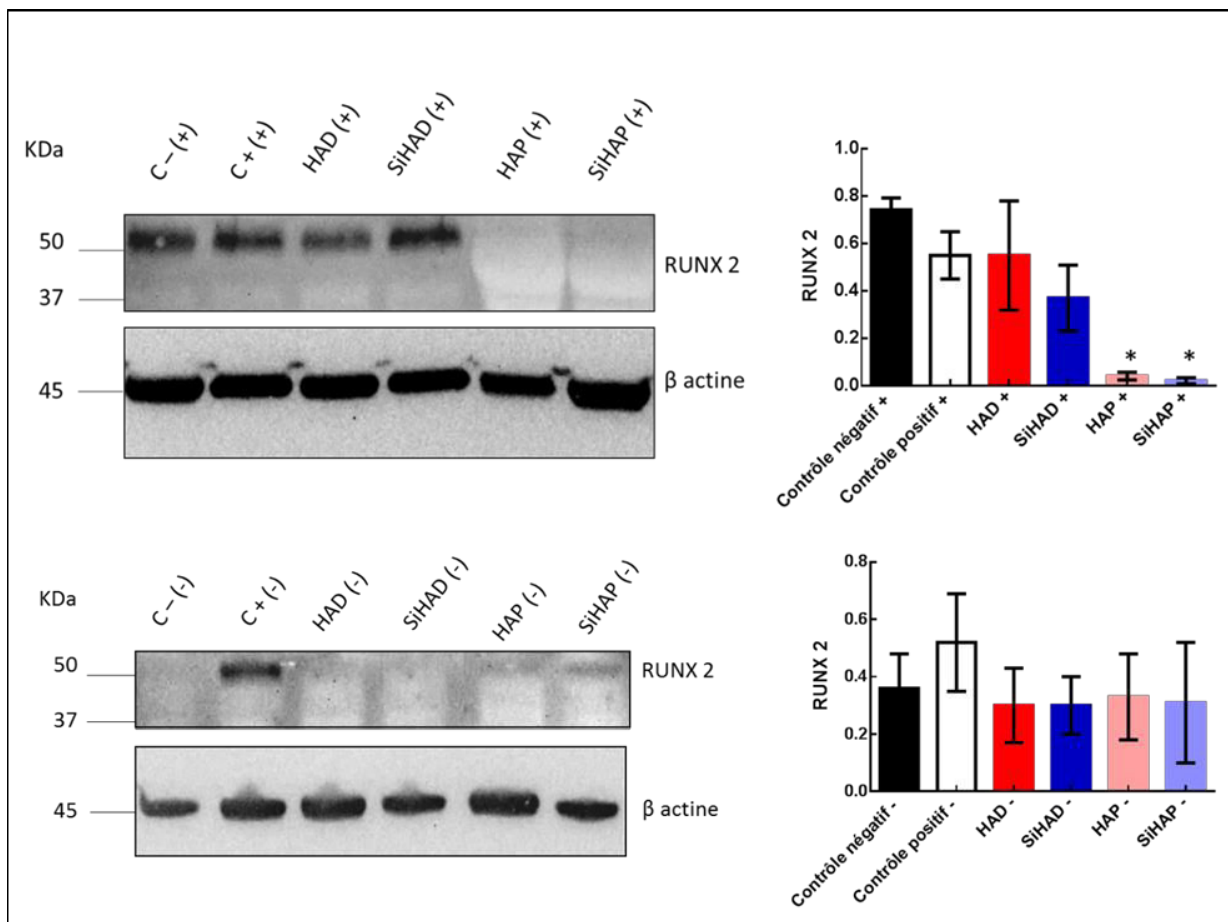 KDa
C – (+)
C + (+)
HAD (+)
SiHAD (+)
HAP (+)
SiHAP (+)
50
37
RUNX 2
45
β actine
RUNX 2
0.8
0.6
0.4
0.2
0.0
*
*
Contrôle négatif +
Contrôle positif +
HAD +
SiHAD +
HAP +
SiHAP +
KDa
C – (-)
C + (-)
HAD (-)
SiHAD (-)
HAP (-)
SiHAP (-)
50
37
RUNX 2
45
β actine
RUNX 2
0.8
0.6
0.4
0.2
0.0
Contrôle négatif -
Contrôle positif -
HAD -
SiHAD -
HAP -
SiHAP -